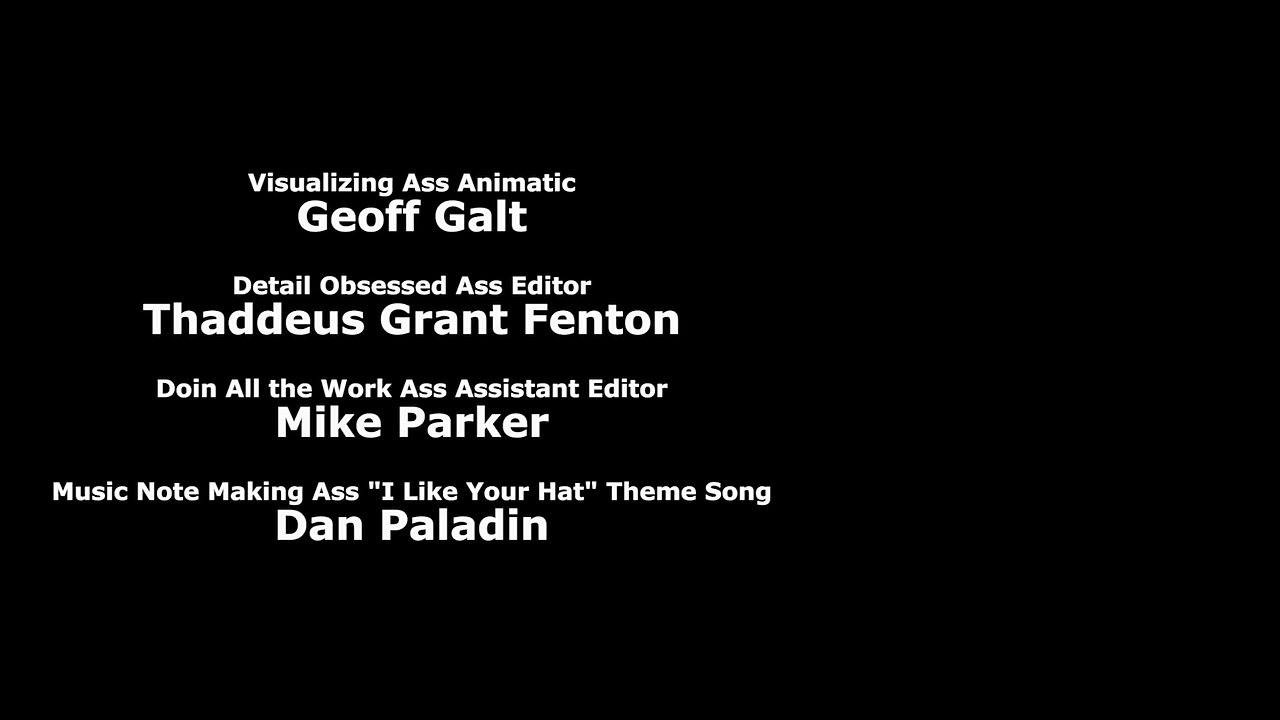 Visualizing Ass Animatic
Geoff Galt
Detail Obsessed Ass Editor
Thaddeus Grant Fenton
Doin All the Work Ass Assistant Editor
Mike Parker
Music Note Making Ass "I Like Your Hat" Theme Song
Dan Paladin